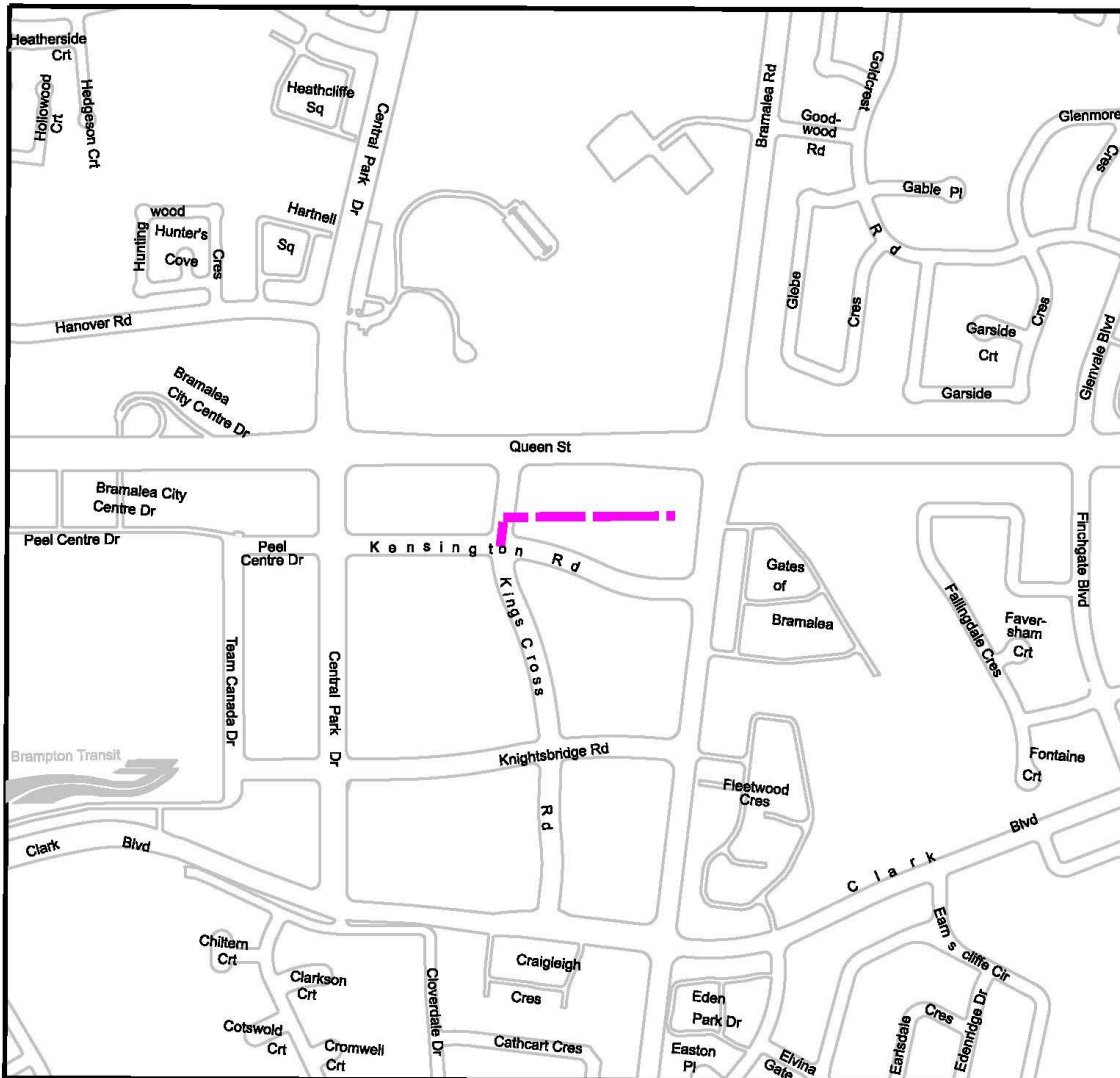 Heatherside
Crt
Hollowood
Crt
Hedgeson Crt
Heathcliffe
Sq
Central Park Dr
Bramalea Rd
Good-
wood
Rd
Goldcrest
Rd
Glenmore
Cres
Gable Pl
Hunting
wood
Cres
Hunter's
Cove
Hartnell
Sq
Hanover Rd
Glebe
Cres
Garside
Crt
Cres
Garside
Glenvale Blvd
Bramalea
City Centre Dr
Queen St
Bramalea City
Centre Dr
Peel Centre Dr
Peel
Centre Dr
Kensington Rd
Kings Cross
Rd
Gates
of
Bramalea
Fallingdale Cres
Faver-
sham
Crt
Finchgate Blvd
Team Canada Dr
Central Park Dr
Knightsbridge Rd
Brampton Transit
Fleetwood
Cres
Fontaine
Crt
Clark Blvd
Clark Blvd
Earnscliffe Cir
Chiltern
Crt
Clarkson
Crt
Cotswold
Crt
Cromwell
Crt
Cloverdale Dr
Craigleigh
Cres
Cathcart Cres
Eden
Park Dr
Easton
Pl
Elvina
Gate
Earlsdale
Cres
Edenridge Dr